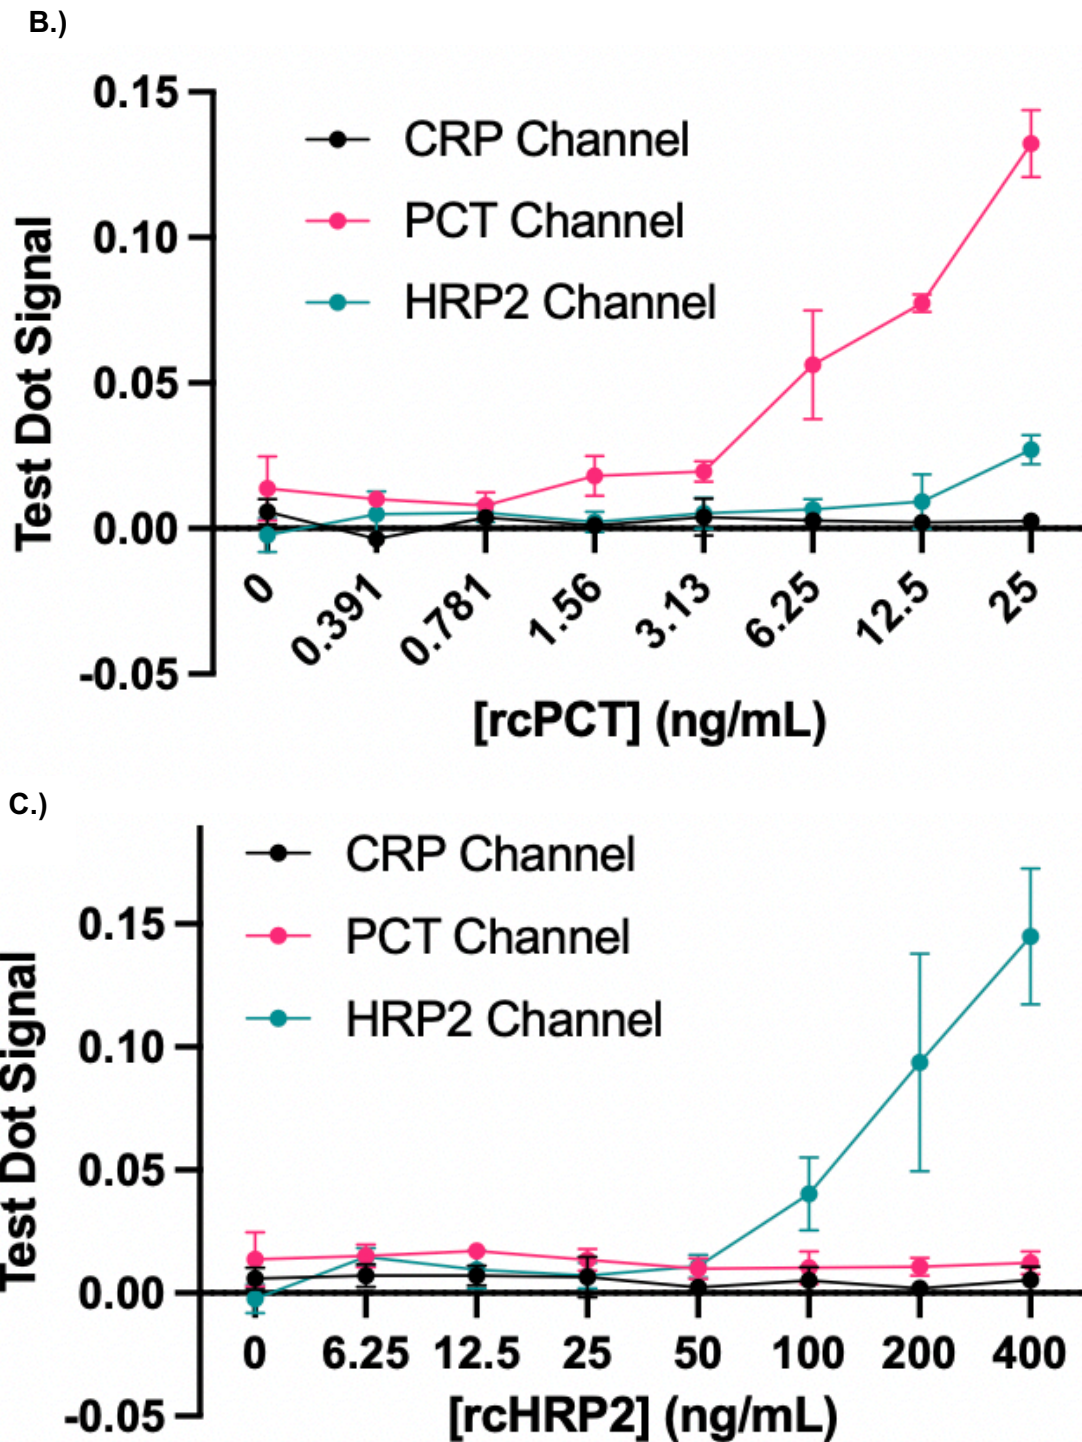 B.)
0.15
0.10
0.05
0.00
-0.05
Test Dot Signal
CRP Channel
PCT Channel
HRP2 Channel
0 0.391 0.781 1.56 3.13 6.25 12.5 25
[rcPCT] (ng/mL)
C.)
0.15
0.10
0.05
0.00
-0.05
Test Dot Signal
CRP Channel
PCT Channel
HRP2 Channel
0 6.25 12.5 25 50 100 200 400
[rcHRP2] (ng/mL)